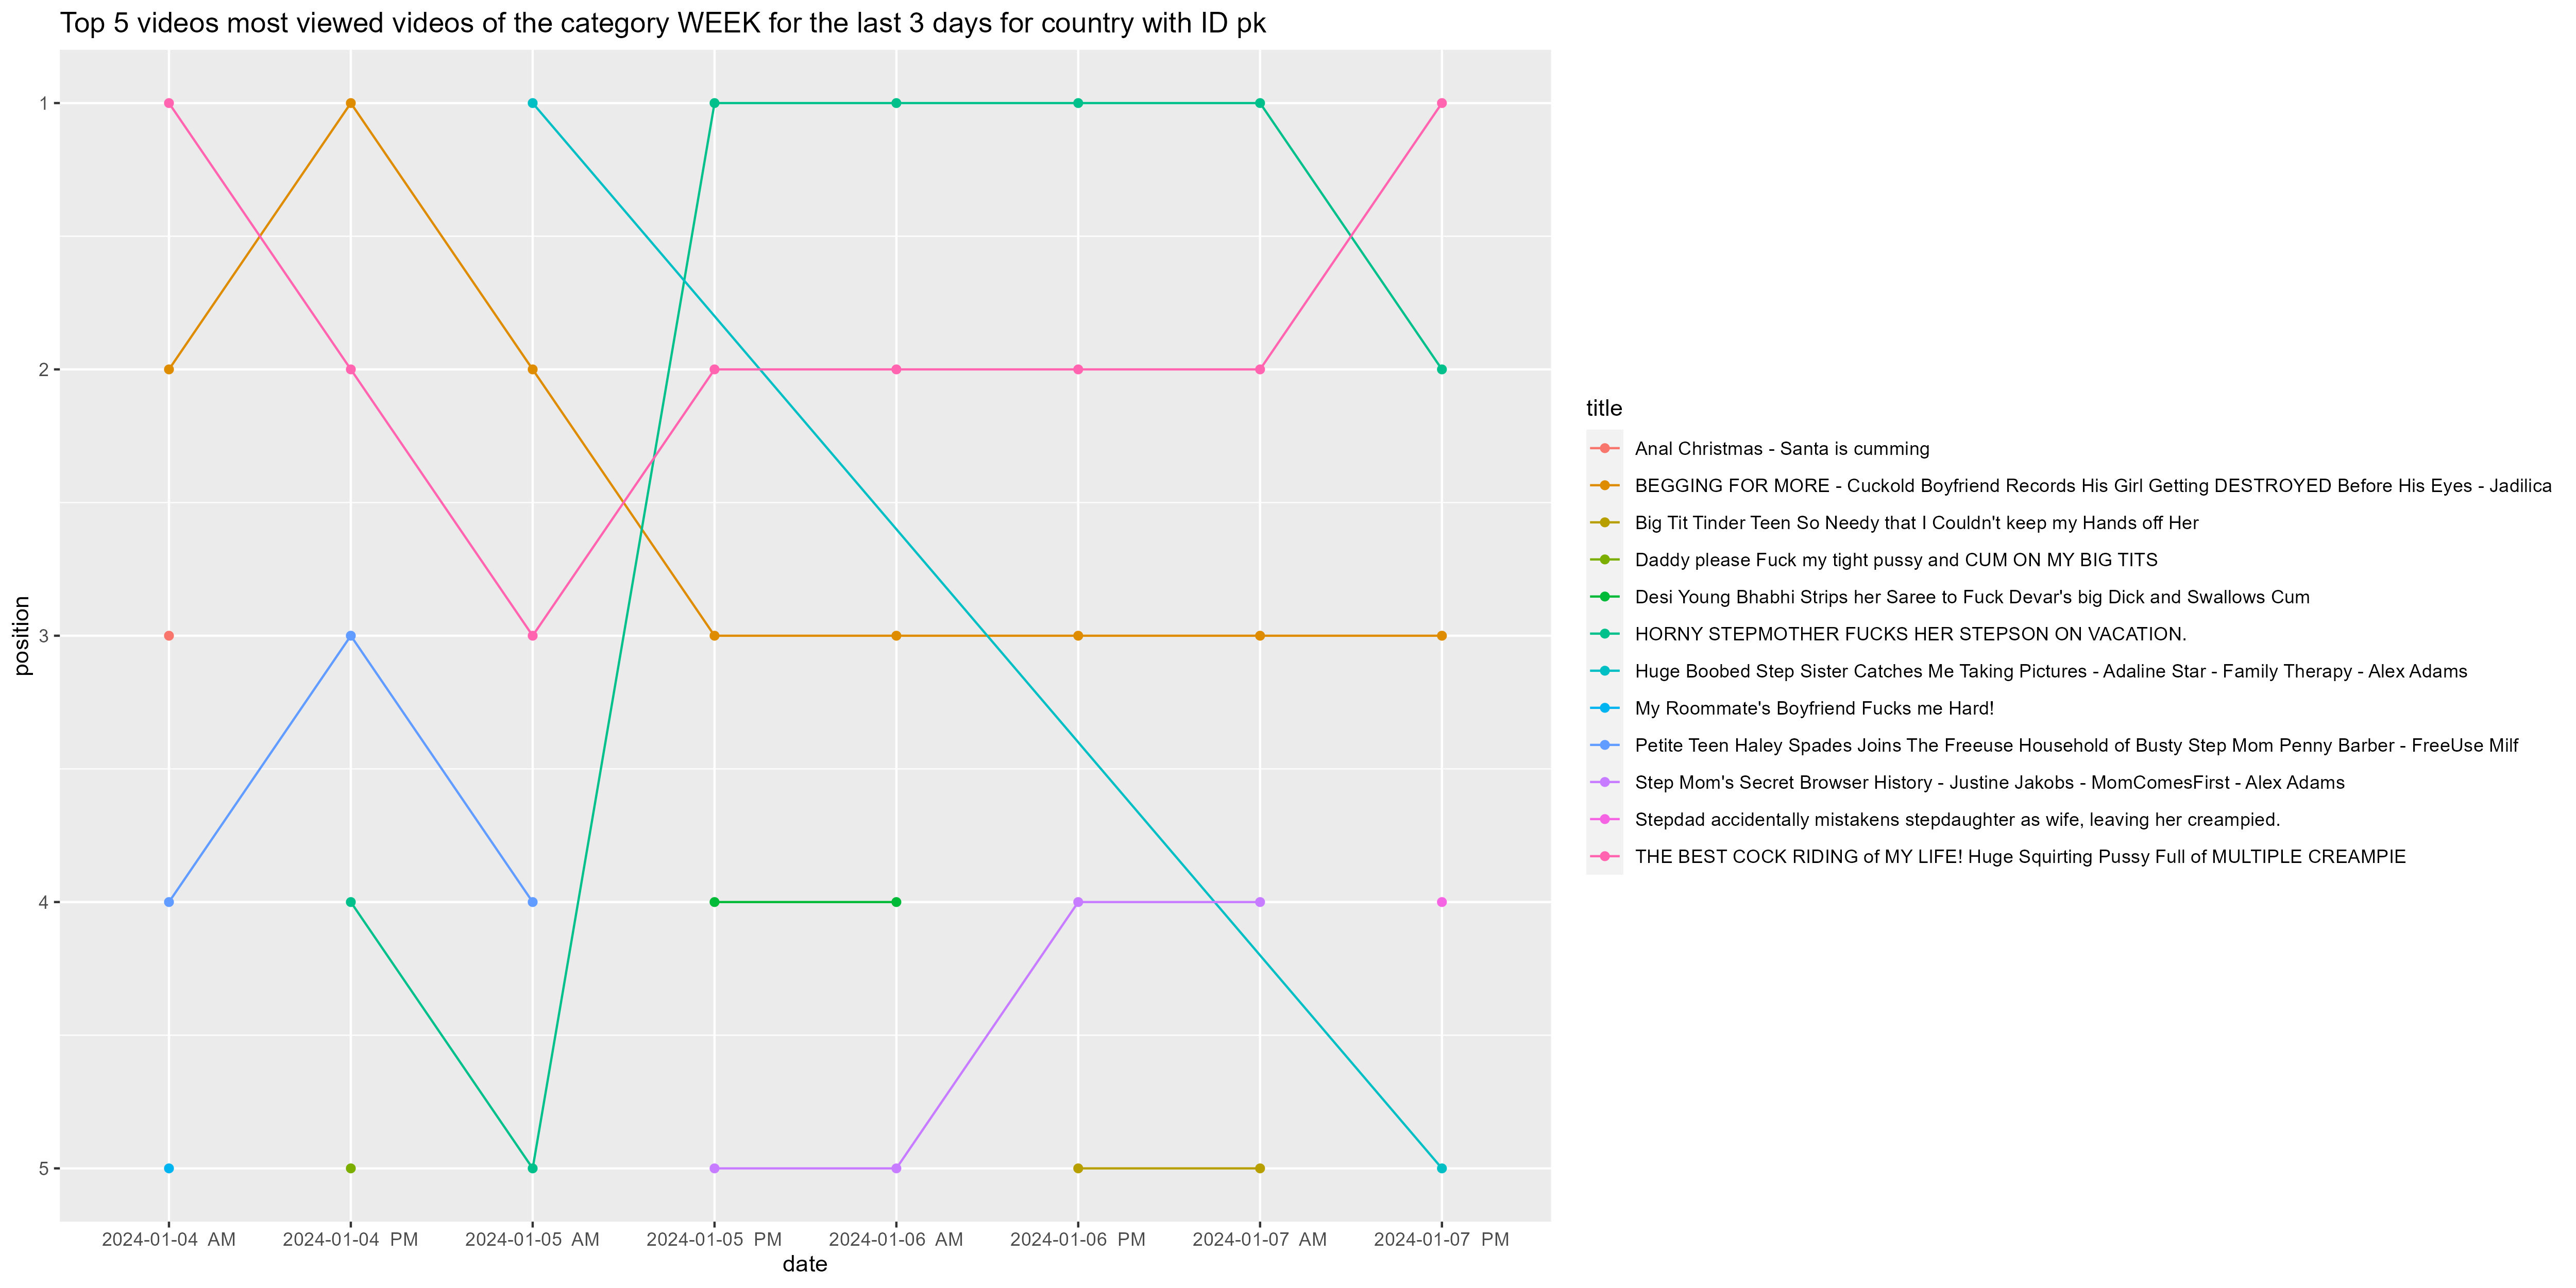 Top 5 videos most viewed videos of the category WEEK for the last 3 days for country with ID pk
1
2
3
4
5
position
2024-01-04 AM
2024-01-04 PM
2024-01-05 AM
2024-01-05 PM
2024-01-06 AM
2024-01-06 PM
2024-01-07 AM
2024-01-07 PM
date
title
Anal Christmas - Santa is cumming
BEGGING FOR MORE - Cuckold Boyfriend Records His Girl Getting DESTROYED Before His Eyes - Jadilica
Big Tit Tinder Teen So Needy that I Couldn't keep my Hands off Her
Daddy please Fuck my tight pussy and CUM ON MY BIG TITS
Desi Young Bhabhi Strips her Saree to Fuck Devar's big Dick and Swallows Cum
HORNY STEPMOTHER FUCKS HER STEPSON ON VACATION.
Huge Boobed Step Sister Catches Me Taking Pictures - Adaline Star - Family Therapy - Alex Adams
My Roommate's Boyfriend Fucks me Hard!
Petite Teen Haley Spades Joins The Freeuse Household of Busty Step Mom Penny Barber - FreeUse Milf
Step Mom's Secret Browser History - Justine Jakobs - MomComesFirst - Alex Adams
Stepdad accidentally mistakens stepdaughter as wife, leaving her creampied.
THE BEST COCK RIDING of MY LIFE! Huge Squirting Pussy Full of MULTIPLE CREAMPIE